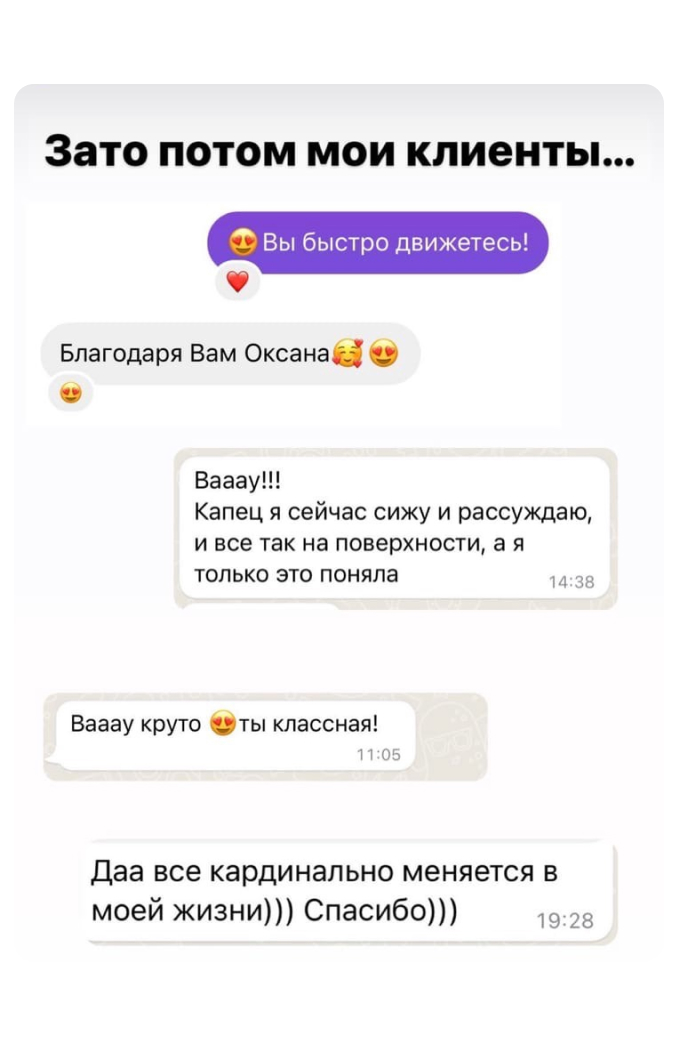 Зато потом мои клиенты...
😍Вы быстро движетесь!
❤️
Благодаря Вам Оксана🥰😍
😍
Вааау!!!
Капец я сейчас сижу и рассуждаю,
и все так на поверхности, а я
только это поняла
14:38
Вааау круто 😍ты классная!
11:05
Даа все кардинально меняется в
моей жизни))) Спасибо)))
19:28